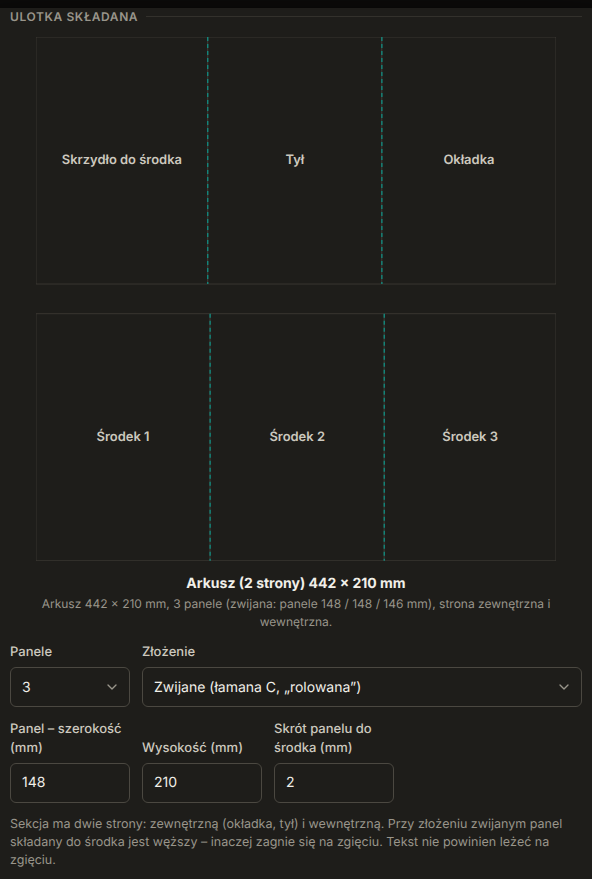 ULOTKA SKŁADANA
Skrzydło do środka
Tył
Okładka
Środek 1
Środek 2
Środek 3
Arkusz (2 strony) 442 × 210 mm
Arkusz 442 × 210 mm, 3 panele (zwijana: panele 148 / 148 / 146 mm), strona zewnętrzna i
wewnętrzna.
Panele
Złożenie
3
Zwijane (łamana C, „rolowana”)
Panel – szerokość
(mm)
Wysokość (mm)
Skrót panelu do
środka (mm)
148
210
2
Sekcja ma dwie strony: zewnętrzną (okładka, tył) i wewnętrzną. Przy złożeniu zwijanym panel
składany do środka jest węższy – inaczej zagnie się na zgięciu. Tekst nie powinien leżeć na
zgięciu.